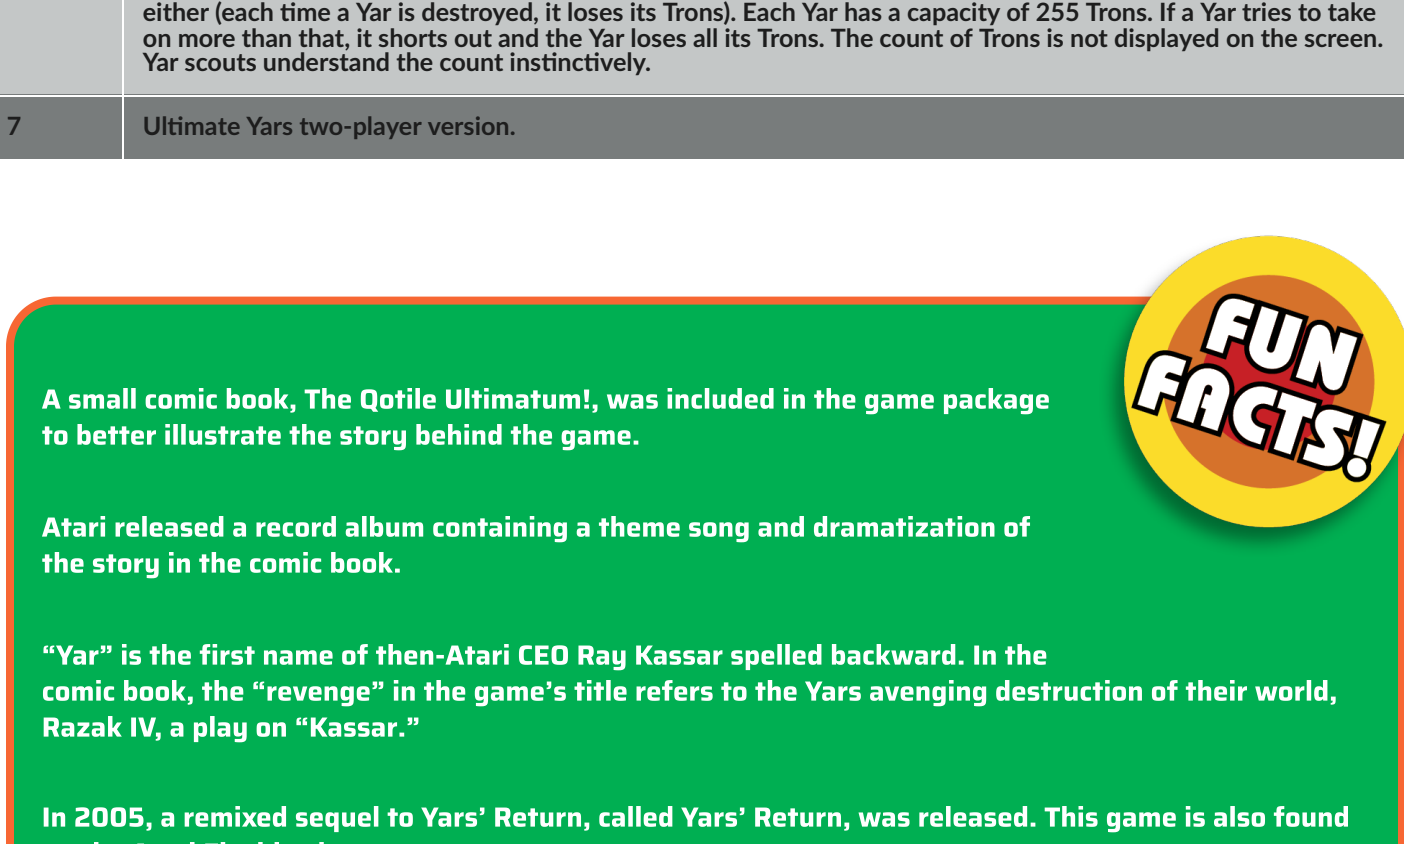 either (each time a Yar is destroyed, it loses its Trons). Each Yar has a capacity of 255 Trons. If a Yar tries to take
on more than that, it shorts out and the Yar loses all its Trons. The count of Trons is not displayed on the screen.
Yar scouts understand the count instinctively.
7 Ultimate Yars two-player version.
FUN
FACTS!
A small comic book, The Qotile Ultimatum!, was included in the game package
to better illustrate the story behind the game.
Atari released a record album containing a theme song and dramatization of
the story in the comic book.
“Yar” is the first name of then-Atari CEO Ray Kassar spelled backward. In the
comic book, the “revenge” in the game’s title refers to the Yars avenging destruction of their world,
Razak IV, a play on “Kassar.”
In 2005, a remixed sequel to Yars’ Return, called Yars’ Return, was released. This game is also found